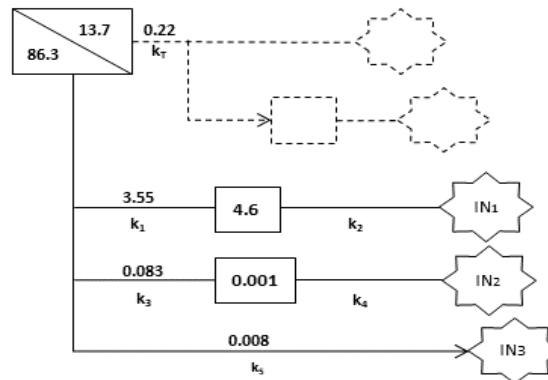 13.7
86.3
0.22
k_T
3.55
k₁
4.6
k₂
IN₁
0.083
k₃
0.001
k₄
IN₂
0.008
k₅
IN₃